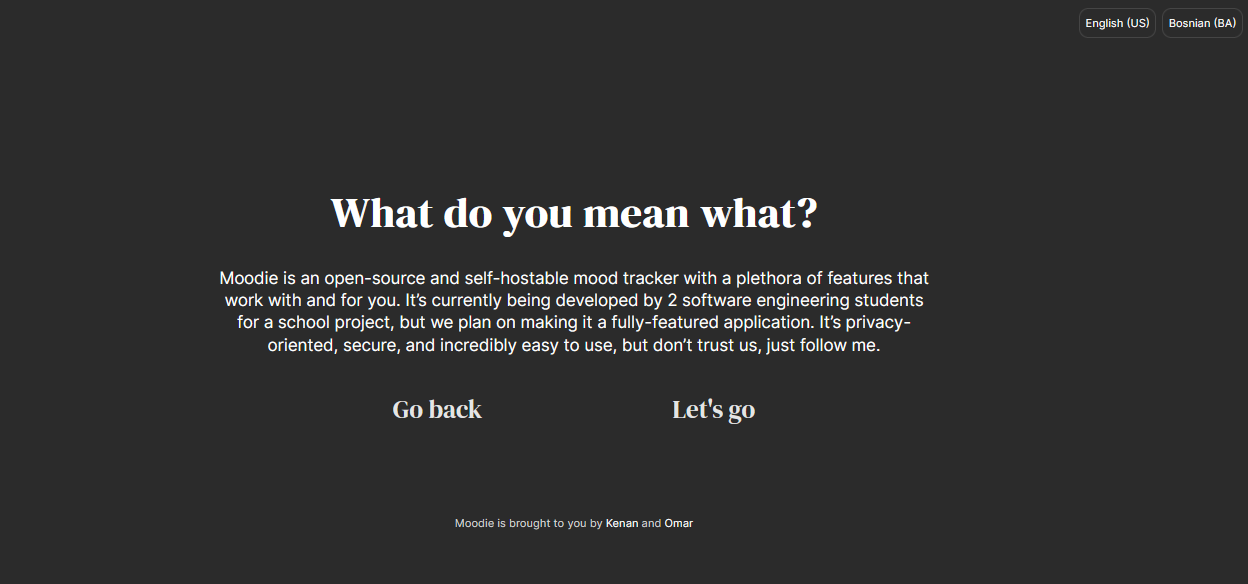 English (US) Bosnian (BA)
What do you mean what?
Moodie is an open-source and self-hostable mood tracker with a plethora of features that
work with and for you. It’s currently being developed by 2 software engineering students
for a school project, but we plan on making it a fully-featured application. It’s privacy-
oriented, secure, and incredibly easy to use, but don’t trust us, just follow me.
Go back Let's go
Moodie is brought to you by Kenan and Omar